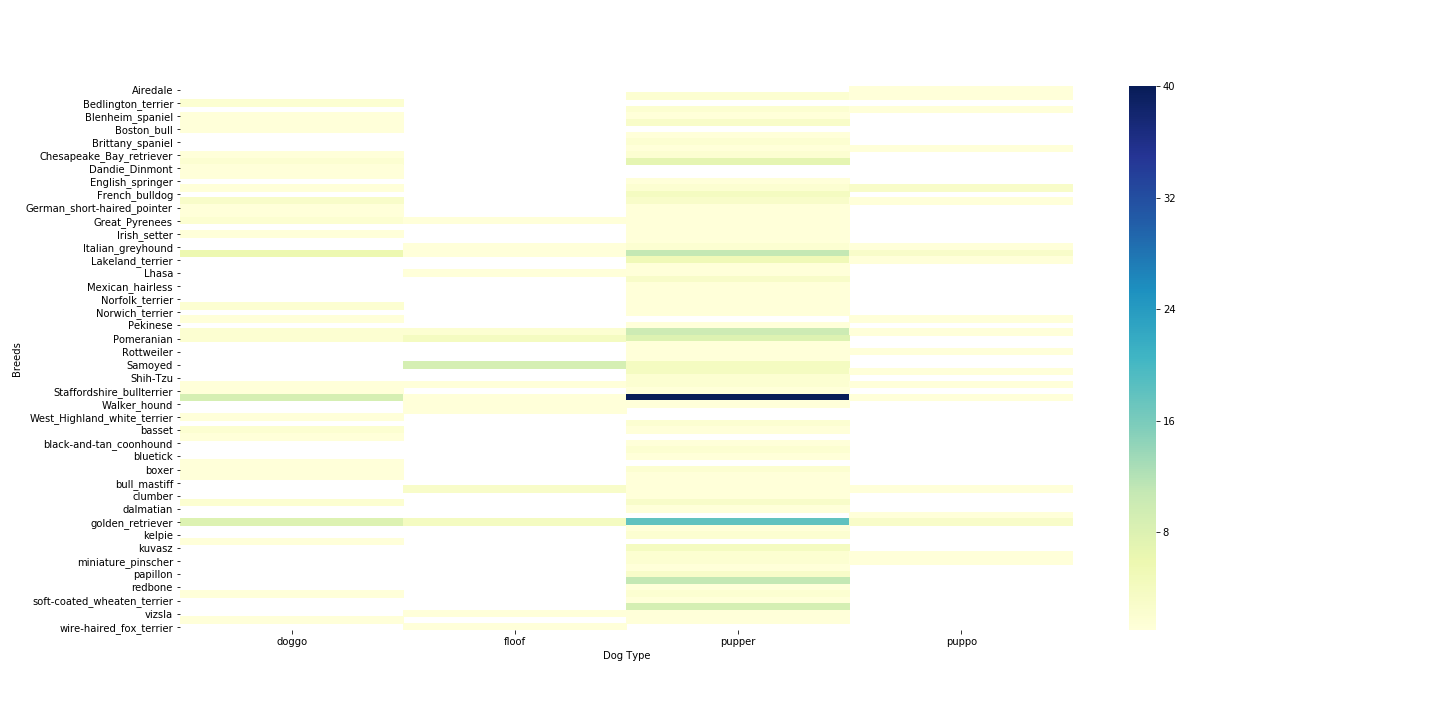 Airedale
Bedlington_terrier
Blenheim_spaniel
Boston_bull
Brittany_spaniel
Chesapeake_Bay_retriever
Dandie_Dinmont
English_springer
French_bulldog
German_short-haired_pointer
Great_Pyrenees
Irish_setter
Italian_greyhound
Lakeland_terrier
Lhasa
Mexican_hairless
Norfolk_terrier
Norwich_terrier
Pekinese
Pomeranian
Rottweiler
Samoyed
Shih-Tzu
Staffordshire_bullterrier
Walker_hound
West_Highland_white_terrier
basset
black-and-tan_coonhound
bluetick
boxer
bull_mastiff
clumber
dalmatian
golden_retriever
kelpie
kuvasz
miniature_pinscher
papillon
redbone
soft-coated_wheaten_terrier
vizsla
wire-haired_fox_terrier
Breeds
doggo floof pupper puppo
Dog Type
40
32
24
16
8